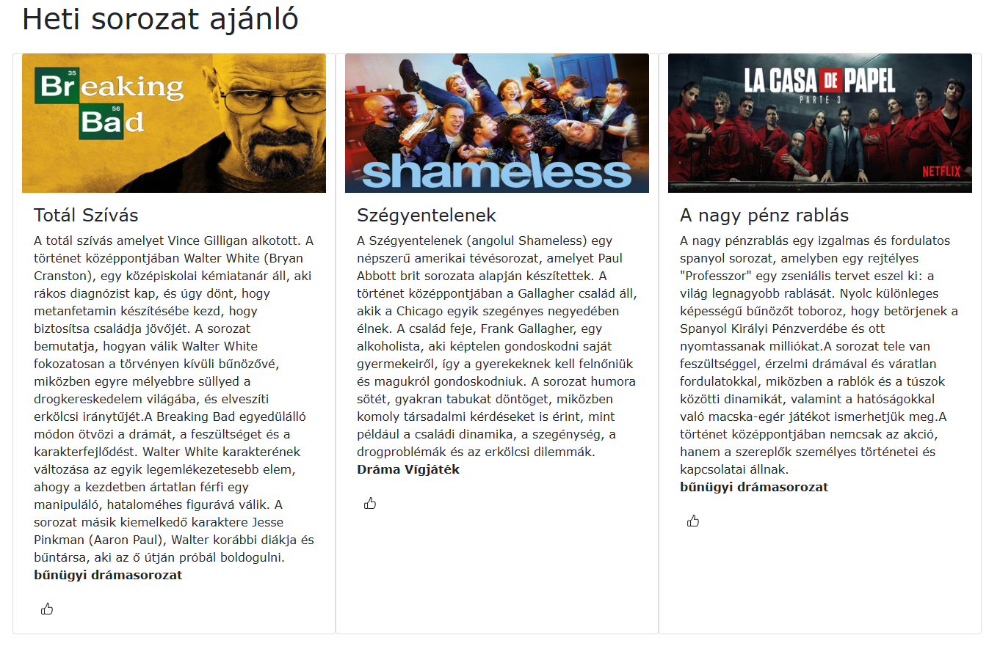 Heti sorozat ajánló
35
Breaking
56
Bad
Totál Szívás
A totál szívás amelyet Vince Gilligan alkotott. A
történet középpontjában Walter White (Bryan
Cranston), egy középiskolai kémiatanár áll, aki
rákos diagnózist kap, és úgy dönt, hogy
metanfetamin készítésébe kezd, hogy
biztosítsa családja jövőjét. A sorozat
bemutatja, hogyan válik Walter White
fokozatosan a törvényen kívüli bűnözővé,
miközben egyre mélyebbre süllyed a
drogkereskedelem világába, és elveszíti
erkölcsi iránytűjét.A Breaking Bad egyedülálló
módon ötvözi a drámát, a feszültséget és a
karakterfejlődést. Walter White karakterének
változása az egyik legemlékezetesebb elem,
ahogy a kezdetben ártatlan férfi egy
manipuláló, hataloméhes figurává válik. A
sorozat másik kiemelkedő karaktere Jesse
Pinkman (Aaron Paul), Walter korábbi diákja és
bűntársa, aki az ő útján próbál boldogulni.
bűnügyi drámasorozat
shameless
Szégyentelenek
A Szégyentelenek (angolul Shameless) egy
népszerű amerikai tévésorozat, amelyet Paul
Abbott brit sorozata alapján készítettek. A
történet középpontjában a Gallagher család áll,
akik a Chicago egyik szegényes negyedében
élnek. A család feje, Frank Gallagher, egy
alkoholista, aki képtelen gondoskodni saját
gyermekeiről, így a gyerekeknek kell felnőniük
és magukról gondoskodniuk. A sorozat humora
sötét, gyakran tabukat döntöget, miközben
komoly társadalmi kérdéseket is érint, mint
például a családi dinamika, a szegénység, a
drogproblémák és az erkölcsi dilemmák.
Dráma Vígjáték
LA CASA DE PAPEL
PARTE 3
NETFLIX
A nagy pénz rablás
A nagy pénzrablás egy izgalmas és fordulatos
spanyol sorozat, amelyben egy rejtélyes
"Professzor" egy zseniális tervet eszel ki: a
világ legnagyobb rablását. Nyolc különleges
képességű bűnözőt toboroz, hogy betörjenek a
Spanyol Királyi Pénzverdébe és ott
nyomtassanak milliókat.A sorozat tele van
feszültséggel, érzelmi drámával és váratlan
fordulatokkal, miközben a rablók és a túszok
közötti dinamikát, valamint a hatóságokkal
való macska-egér játékot ismerhetjük meg.A
történet középpontjában nemcsak az akció,
hanem a szereplők személyes történetei és
kapcsolatai állnak.
bűnügyi drámasorozat